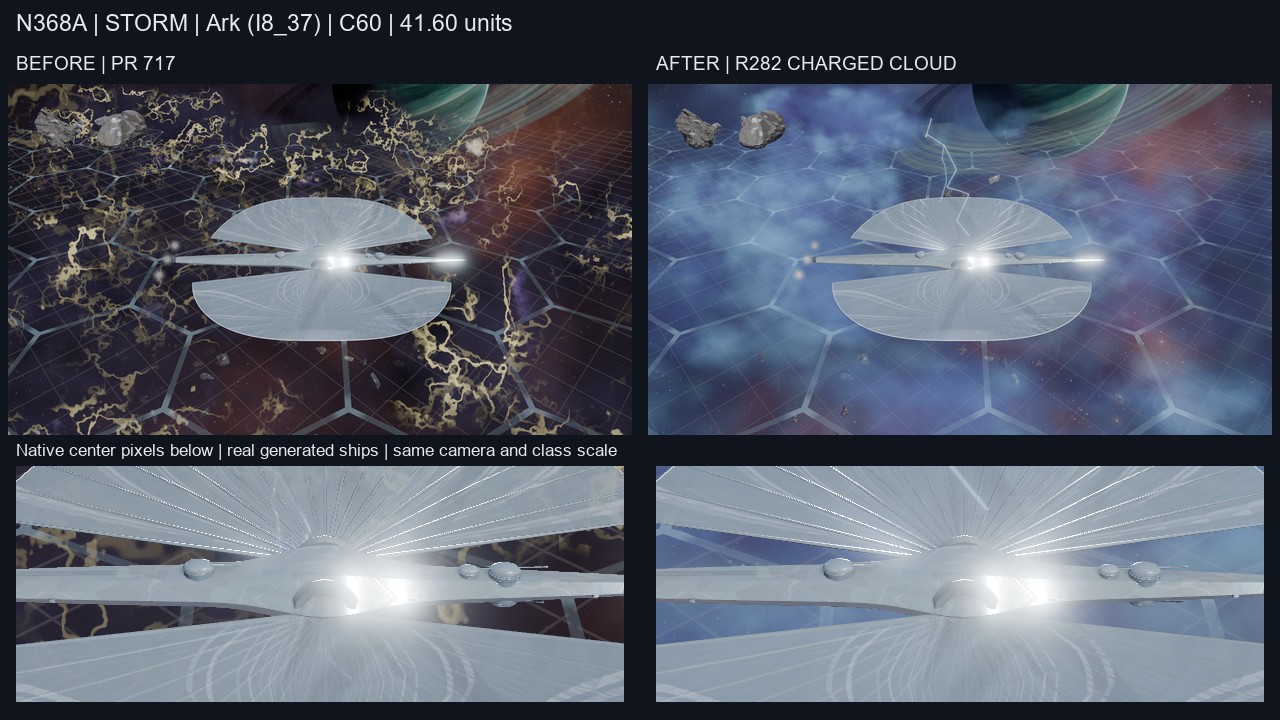 N368A | STORM | Ark (I8_37) | C60 | 41.60 units
BEFORE | PR 717
AFTER | R282 CHARGED CLOUD
Native center pixels below | real generated ships | same camera and class scale